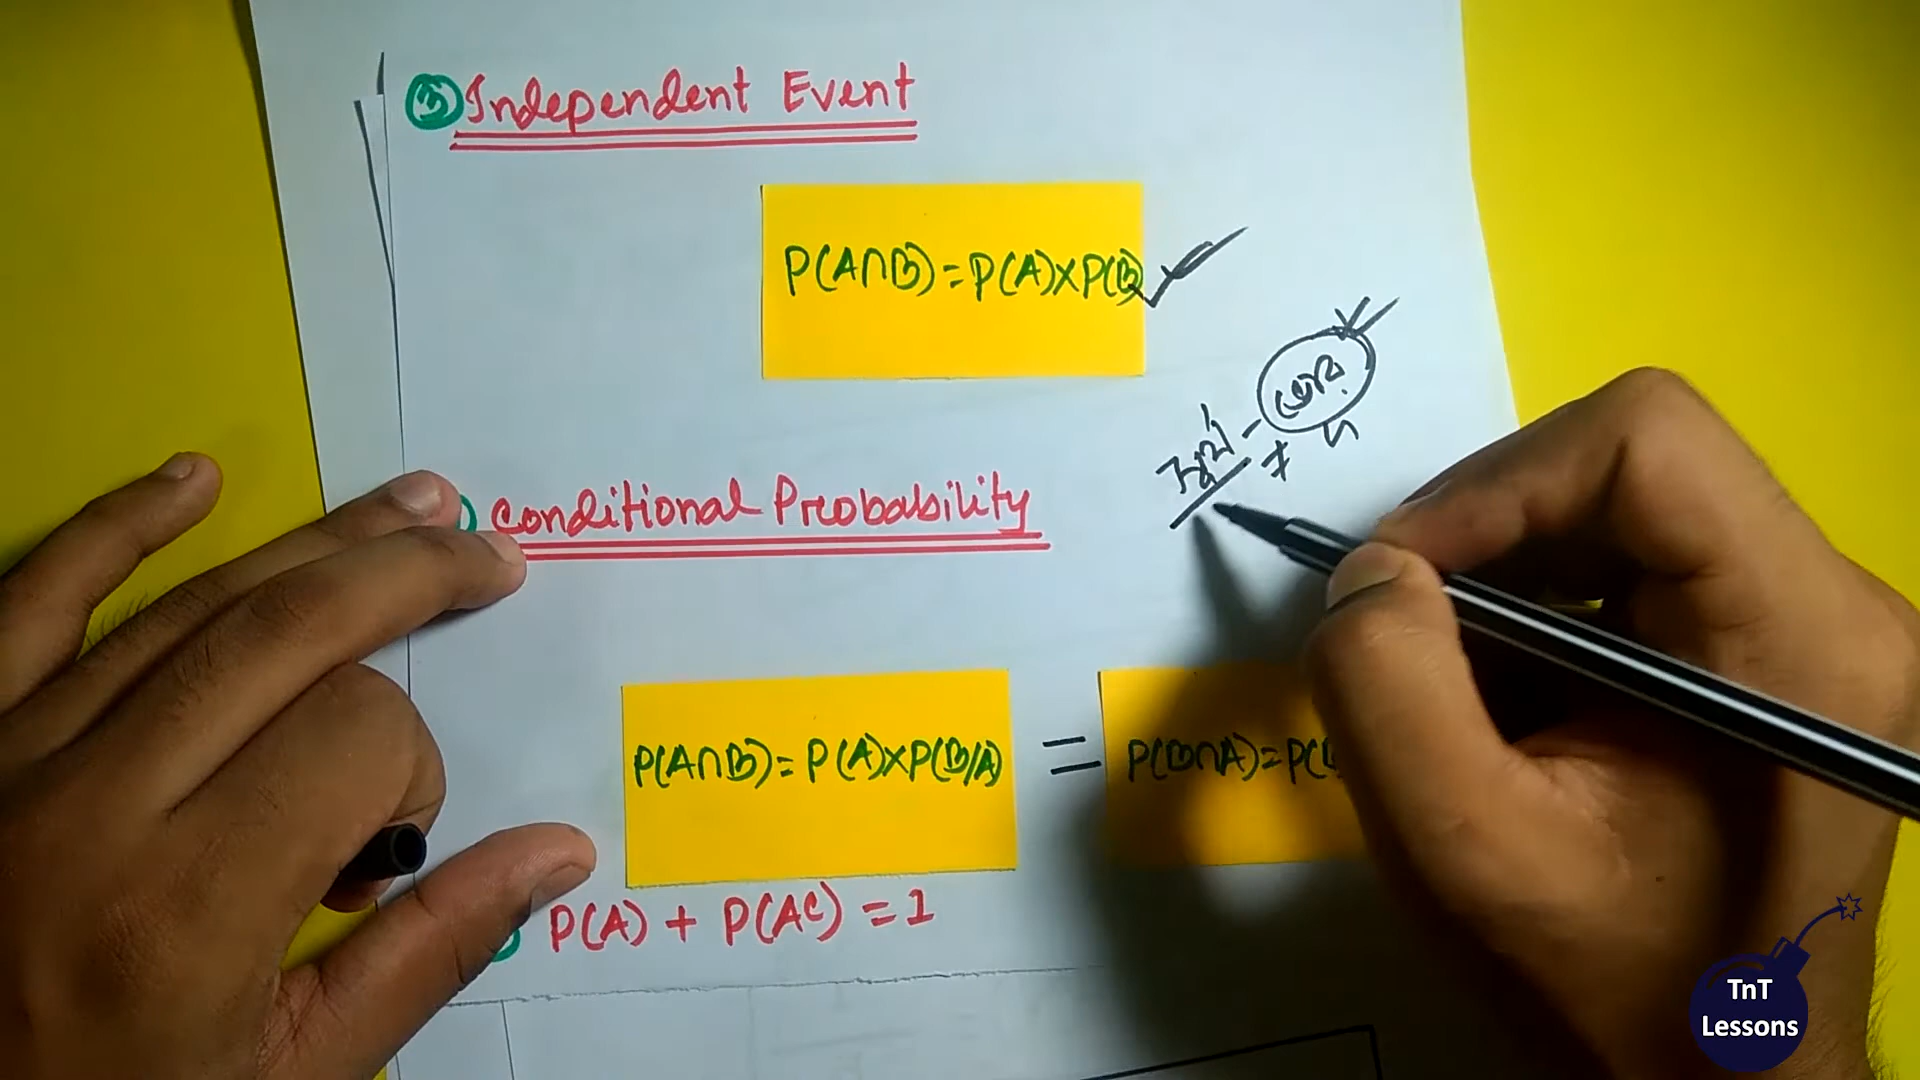 3 Independent Event
P(A∩B)=P(A)×P(B)
≠
Conditional Probability
P(A∩B)=P(A)×P(B/A)
=
P(B∩A)=P(
P(A) + P(Ac) = 1
TnT
Lessons